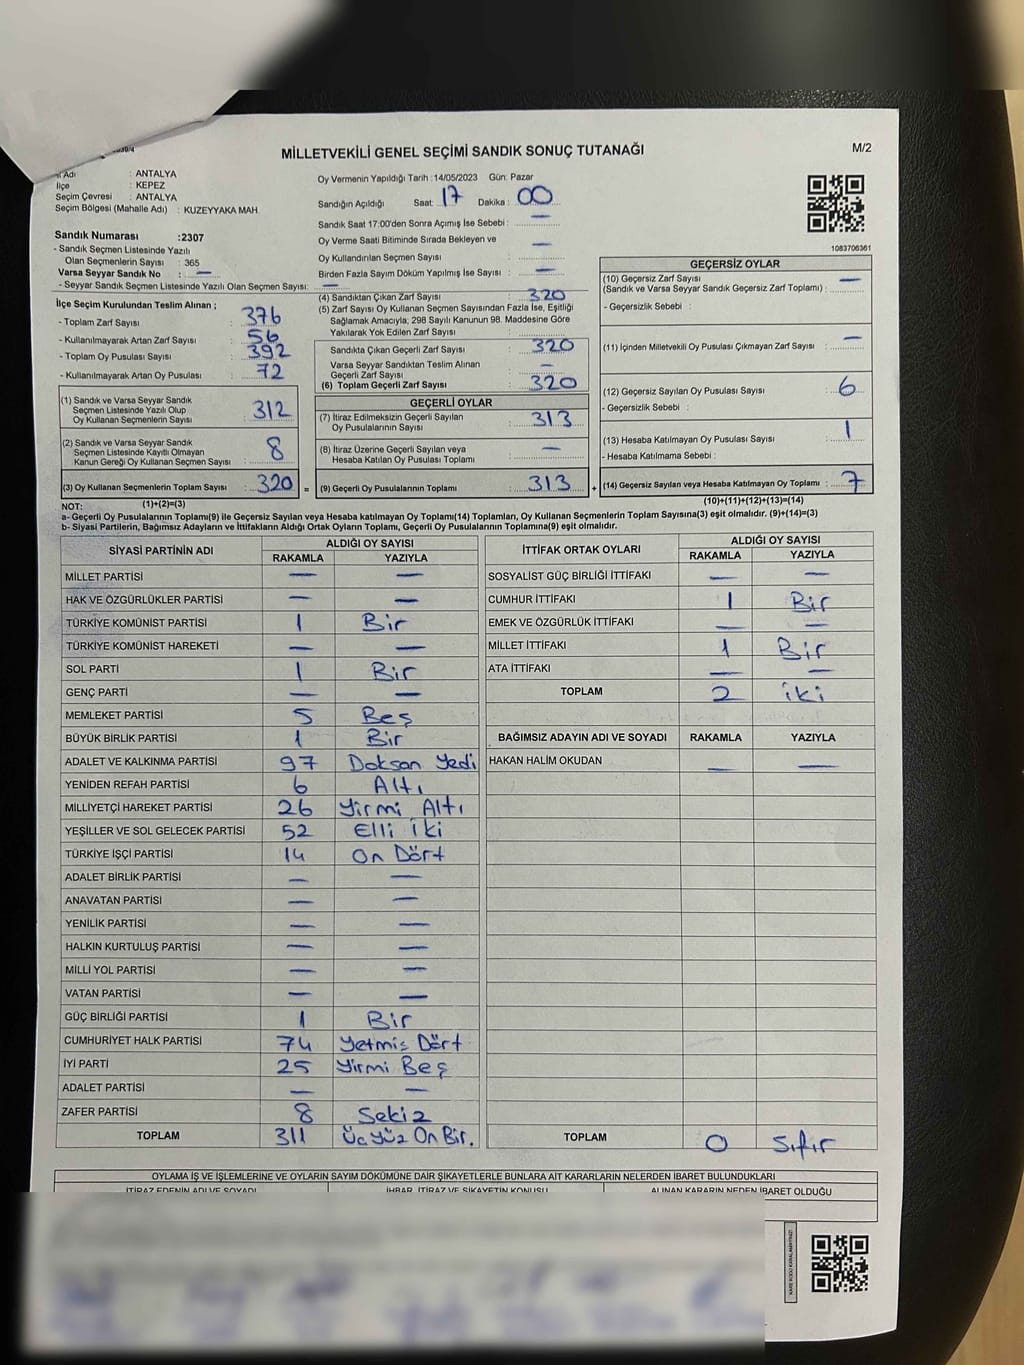 MİLLETVEKİLİ GENEL SEÇİMİ SANDIK SONUÇ TUTANAĞI
M/2
Adı : ANTALYA
İlçe : KEPEZ
Seçim Çevresi : ANTALYA
Seçim Bölgesi (Mahalle Adı) : KUZEYYAKA MAH.
Oy Vermenin Yapıldığı Tarih :14/05/2023 Gün: Pazar
Sandığın Açıldığı Saat: 17 Dakika : 00
Sandık Saat 17:00'den Sonra Açımış İse Sebebi : —
Oy Verme Saati Bitiminde Sırada Bekleyen ve
Oy Kullandırılan Seçmen Sayısı : —
Birden Fazla Sayım Döküm Yapılmış İse Sayısı : —
1083706361
Sandık Numarası :2307
- Sandık Seçmen Listesinde Yazılı
Olan Seçmenlerin Sayısı : 365
Varsa Seyyar Sandık No : —
- Seyyar Sandık Seçmen Listesinde Yazılı Olan Seçmen Sayısı: —
İlçe Seçim Kurulundan Teslim Alınan ;
- Toplam Zarf Sayısı : 376
- Kullanılmayarak Artan Zarf Sayısı : 56
- Toplam Oy Pusulası Sayısı : 392
- Kullanılmayarak Artan Oy Pusulası : 72
(1) Sandık ve Varsa Seyyar Sandık
Seçmen Listesinde Yazılı Olup
Oy Kullanan Seçmenlerin Sayısı : 312
(2) Sandık ve Varsa Seyyar Sandık
Seçmen Listesinde Kayıtlı Olmayan
Kanun Gereği Oy Kullanan Seçmen Sayısı : 8
(3) Oy Kullanan Seçmenlerin Toplam Sayısı : 320 =
(1)+(2)=(3)
(4) Sandıktan Çıkan Zarf Sayısı : 320
(5) Zarf Sayısı Oy Kullanan Seçmen Sayısından Fazla İse, Eşitliği
Sağlamak Amacıyla, 298 Sayılı Kanunun 98. Maddesine Göre
Yakılarak Yok Edilen Zarf Sayısı :
Sandıkta Çıkan Geçerli Zarf Sayısı : 320
Varsa Seyyar Sandıktan Teslim Alınan
Geçerli Zarf Sayısı : —
(6) Toplam Geçerli Zarf Sayısı : 320
GEÇERLİ OYLAR
(7) İtiraz Edilmeksizin Geçerli Sayılan
Oy Pusulalarının Sayısı : 313
(8) İtiraz Üzerine Geçerli Sayılan veya
Hesaba Katılan Oy Pusulası Toplamı : —
(9) Geçerli Oy Pusulalarının Toplamı : 313 +
GEÇERSİZ OYLAR
(10) Geçersiz Zarf Sayısı
(Sandık ve Varsa Seyyar Sandık Geçersiz Zarf Toplamı) : —
- Geçersizlik Sebebi :
(11) İçinden Milletvekili Oy Pusulası Çıkmayan Zarf Sayısı : —
(12) Geçersiz Sayılan Oy Pusulası Sayısı : 6
- Geçersizlik Sebebi :
(13) Hesaba Katılmayan Oy Pusulası Sayısı : 1
- Hesaba Katılmama Sebebi :
(14) Geçersiz Sayılan veya Hesaba Katılmayan Oy Toplamı : 7
(10)+(11)+(12)+(13)=(14)
NOT:
a- Geçerli Oy Pusulalarının Toplamı(9) ile Geçersiz Sayılan veya Hesaba Katılmayan Oy Toplamı(14) Toplamları, Oy Kullanan Seçmenlerin Toplam Sayısına(3) eşit olmalıdır. (9)+(14)=(3)
b- Siyasi Partilerin, Bağımsız Adayların ve İttifakların Aldığı Ortak Oyların Toplamı, Geçerli Oy Pusulalarının Toplamına(9) eşit olmalıdır.
SİYASİ PARTİNİN ADI ALDIĞI OY SAYISI
RAKAMLA YAZIYLA
MİLLET PARTİSİ — —
HAK VE ÖZGÜRLÜKLER PARTİSİ — —
TÜRKİYE KOMÜNİST PARTİSİ 1 Bir
TÜRKİYE KOMÜNİST HAREKETİ — —
SOL PARTİ 1 Bir
GENÇ PARTİ — —
MEMLEKET PARTİSİ 5 Beş
BÜYÜK BİRLİK PARTİSİ 1 Bir
ADALET VE KALKINMA PARTİSİ 97 Doksan Yedi
YENİDEN REFAH PARTİSİ 6 Altı
MİLLİYETÇİ HAREKET PARTİSİ 26 Yirmi Altı
YEŞİLLER VE SOL GELECEK PARTİSİ 52 Elli iki
TÜRKİYE İŞÇİ PARTİSİ 14 On Dört
ADALET BİRLİK PARTİSİ — —
ANAVATAN PARTİSİ — —
YENİLİK PARTİSİ — —
HALKIN KURTULUŞ PARTİSİ — —
MİLLİ YOL PARTİSİ — —
VATAN PARTİSİ — —
GÜÇ BİRLİĞİ PARTİSİ 1 Bir
CUMHURİYET HALK PARTİSİ 74 Yetmiş Dört
İYİ PARTİ 25 Yirmi Beş
ADALET PARTİSİ — —
ZAFER PARTİSİ 8 Sekiz
TOPLAM 311 Üçyüz On Bir.
İTTİFAK ORTAK OYLARI ALDIĞI OY SAYISI
RAKAMLA YAZIYLA
SOSYALİST GÜÇ BİRLİĞİ İTTİFAKI — —
CUMHUR İTTİFAKI 1 Bir
EMEK VE ÖZGÜRLÜK İTTİFAKI — —
MİLLET İTTİFAKI 1 Bir
ATA İTTİFAKI — —
TOPLAM 2 iki
BAĞIMSIZ ADAYIN ADI VE SOYADI RAKAMLA YAZIYLA
HAKAN HALİM OKUDAN — —
TOPLAM 0 Sıfır
OYLAMA İŞ VE İŞLEMLERİNE VE OYLARIN SAYIM DÖKÜMÜNE DAİR ŞİKAYETLERLE BUNLARA AİT KARARLARIN NELERDEN İBARET BULUNDUKLARI
İTİRAZ EDENİN ADI VE SOYADI İHBAR, İTİRAZ VE ŞİKAYETİN KONUSU ALINAN KARARIN NEDEN İBARET OLDUĞU